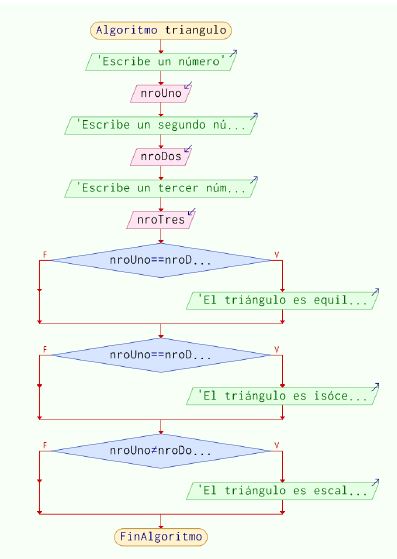 Algoritmo triangulo
'Escribe un número'
nroUno
'Escribe un segundo nú...
nroDos
'Escribe un tercer núm...
nroTres
F
nroUno==nroD...
V
'El triángulo es equil...
F
nroUno==nroD...
V
'El triángulo es isóce...
F
nroUno≠nroDo...
V
'El triángulo es escal...
FinAlgoritmo